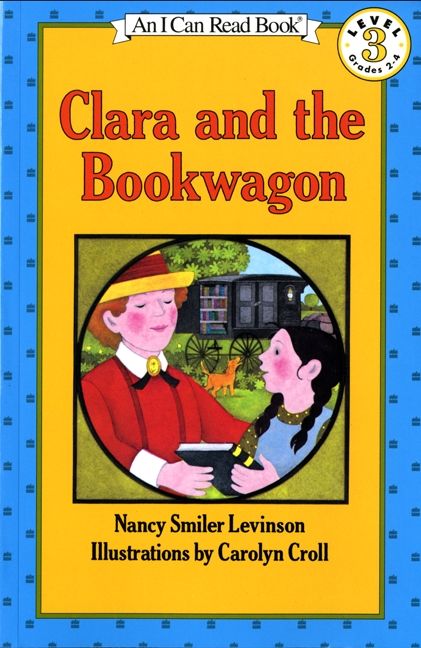 An I Can Read Book®
LEVEL
3
Grades 2-4
Clara and the
Bookwagon
Nancy Smiler Levinson
Illustrations by Carolyn Croll